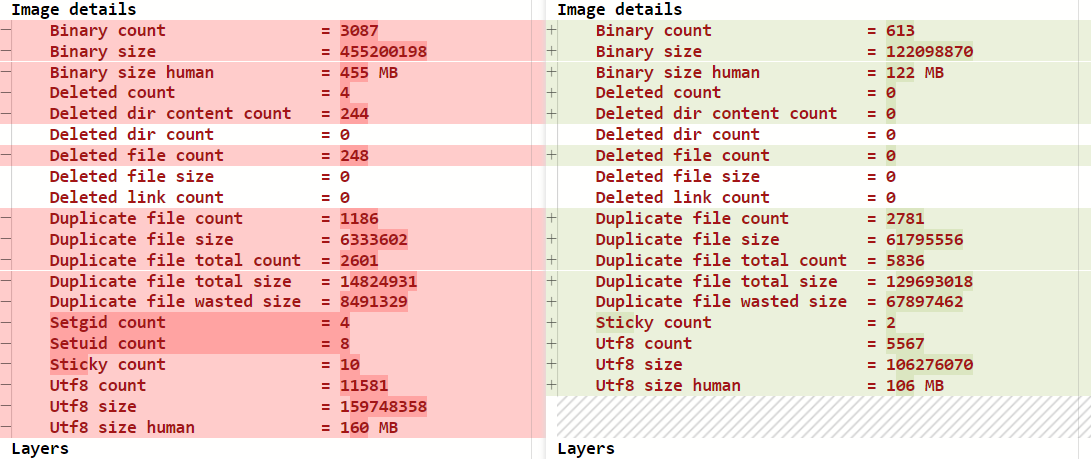 Image details
- Binary count = 3087
- Binary size = 455200198
- Binary size human = 455 MB
- Deleted count = 4
- Deleted dir content count = 244
Deleted dir count = 0
- Deleted file count = 248
Deleted file size = 0
Deleted link count = 0
- Duplicate file count = 1186
- Duplicate file size = 6333602
- Duplicate file total count = 2601
- Duplicate file total size = 14824931
- Duplicate file wasted size = 8491329
- Setgid count = 4
- Setuid count = 8
- Sticky count = 10
- Utf8 count = 11581
- Utf8 size = 159748358
- Utf8 size human = 160 MB
Layers
Image details
+ Binary count = 613
+ Binary size = 122098870
+ Binary size human = 122 MB
+ Deleted count = 0
+ Deleted dir content count = 0
Deleted dir count = 0
+ Deleted file count = 0
Deleted file size = 0
Deleted link count = 0
+ Duplicate file count = 2781
+ Duplicate file size = 61795556
+ Duplicate file total count = 5836
+ Duplicate file total size = 129693018
+ Duplicate file wasted size = 67897462
+ Sticky count = 2
+ Utf8 count = 5567
+ Utf8 size = 106276070
+ Utf8 size human = 106 MB
Layers